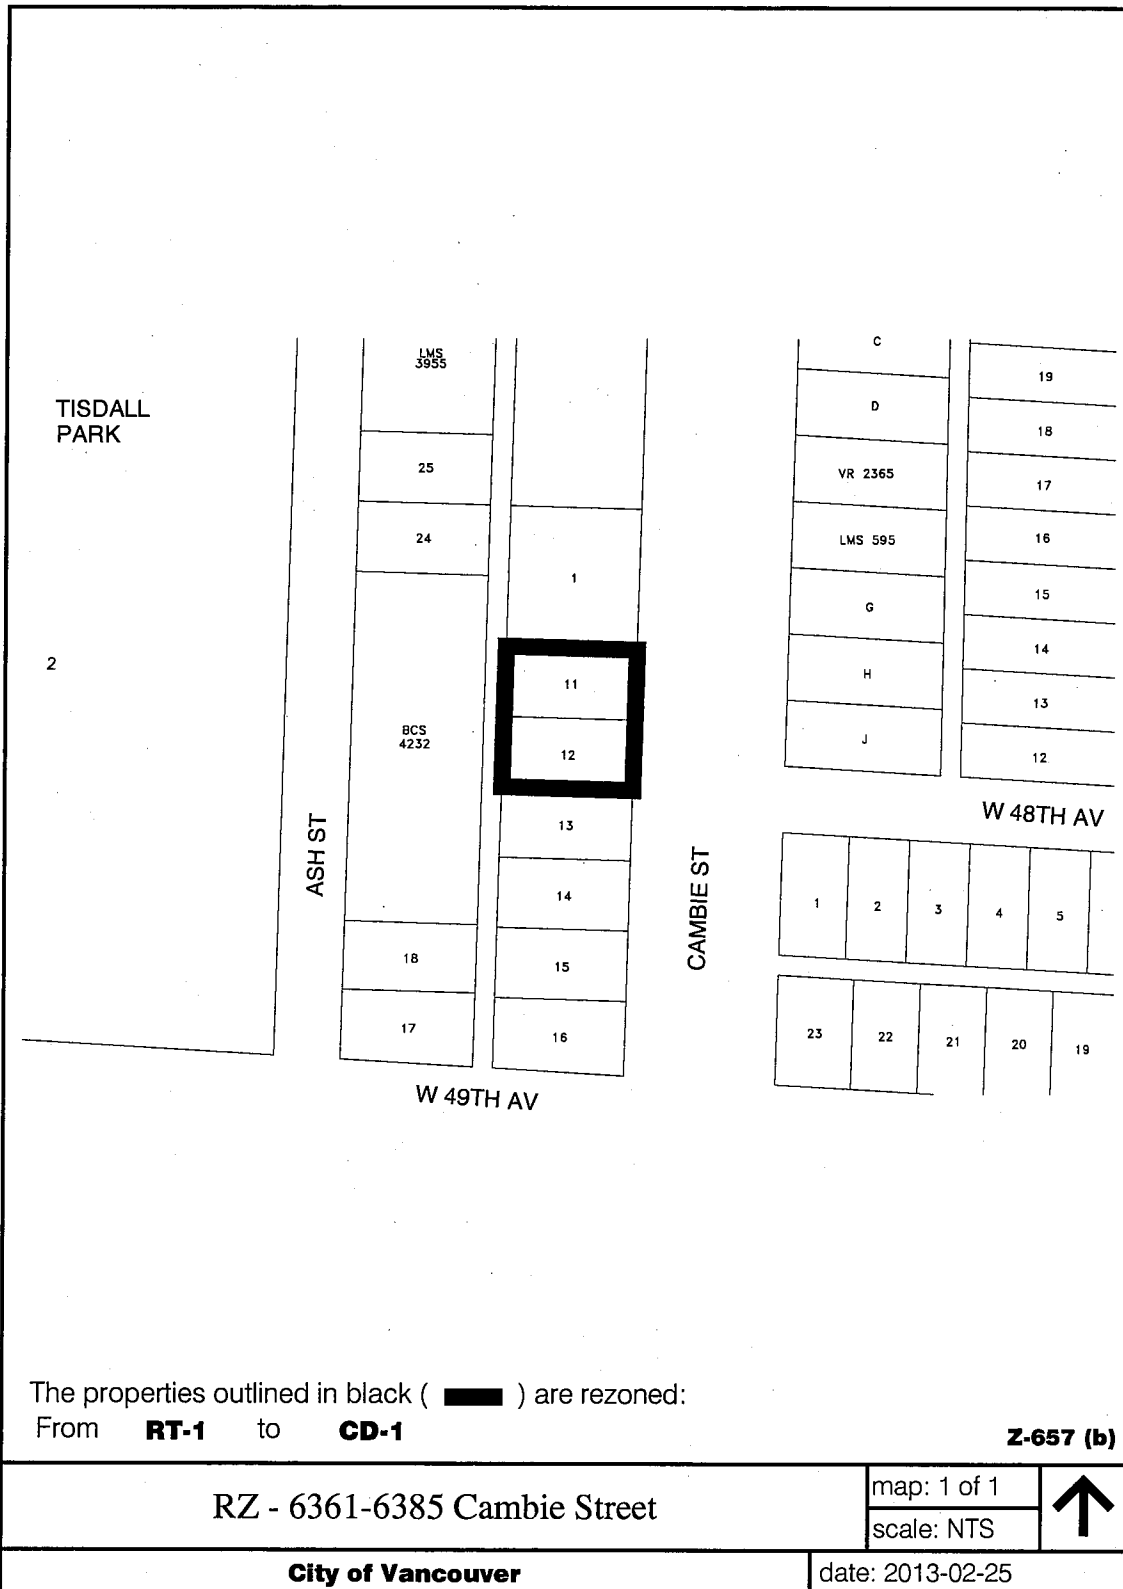 TISDALL
PARK
2
LMS
3955
25
24
BCS
4232
18
17
1
11
12
13
14
15
16
ASH ST
CAMBIE ST
W 49TH AV
C
D
VR 2365
LMS 595
G
H
J
19
18
17
16
15
14
13
12
W 48TH AV
1
2
3
4
5
23
22
21
20
19
The properties outlined in black ( ) are rezoned:
From RT-1 to CD-1
Z-657 (b)
RZ - 6361-6385 Cambie Street
map: 1 of 1
scale: NTS
City of Vancouver
date: 2013-02-25